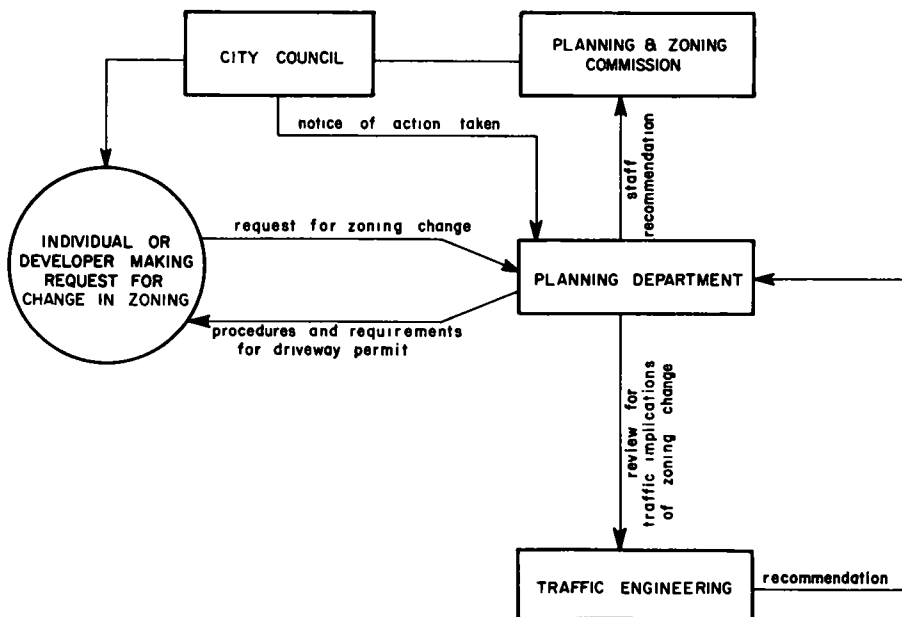 CITY COUNCIL
PLANNING & ZONING
COMMISSION
notice of action taken
staff
recommendation
request for zoning change
INDIVIDUAL OR
DEVELOPER MAKING
REQUEST FOR
CHANGE IN ZONING
PLANNING DEPARTMENT
procedures and requirements
for driveway permit
review for
traffic implications
of zoning change
TRAFFIC ENGINEERING
recommendation